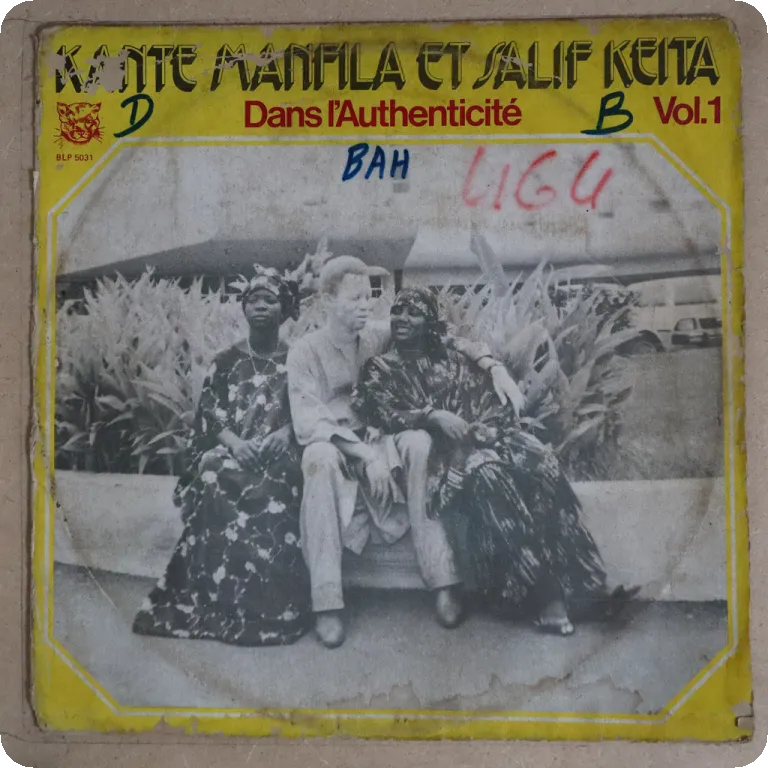 KANTE MANFILA ET SALIF KEITA
D Dans l'Authenticité B Vol.1
BLP 5031
BAH 4164